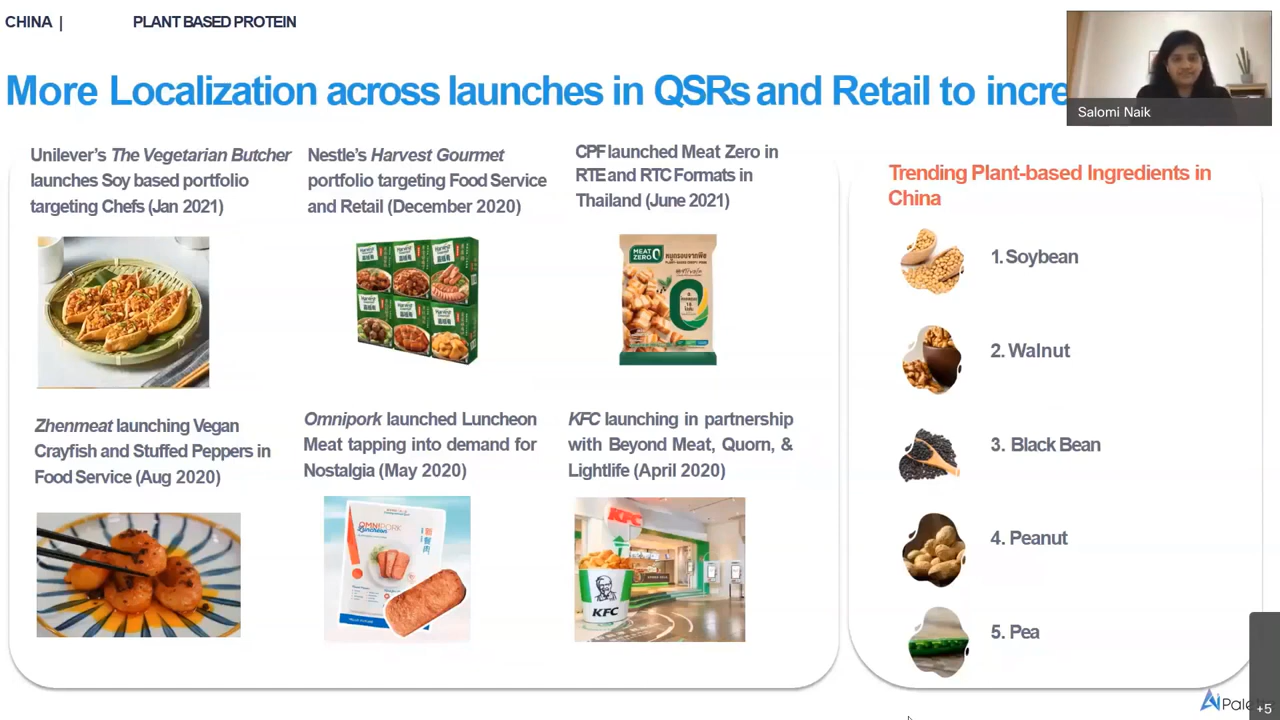 CHINA |
PLANT BASED PROTEIN
More Localization across launches in QSRs and Retail to incre
Salomi Naik
Unilever's The Vegetarian Butcher
launches Soy based portfolio
targeting Chefs (Jan 2021)
Nestle's Harvest Gourmet
portfolio targeting Food Service
and Retail (December 2020)
CPF launched Meat Zero in
RTE and RTC Formats in
Thailand (June 2021)
MEAT
ZERO
Zhenmeat launching Vegan
Crayfish and Stuffed Peppers in
Food Service (Aug 2020)
Omnipork launched Luncheon
Meat tapping into demand for
Nostalgia (May 2020)
OMNIPORK
Luncheon
KFC launching in partnership
with Beyond Meat, Quorn, &
Lightlife (April 2020)
KFC
KFC
Trending Plant-based Ingredients in
China
1. Soybean
2. Walnut
3. Black Bean
4. Peanut
5. Pea
+5